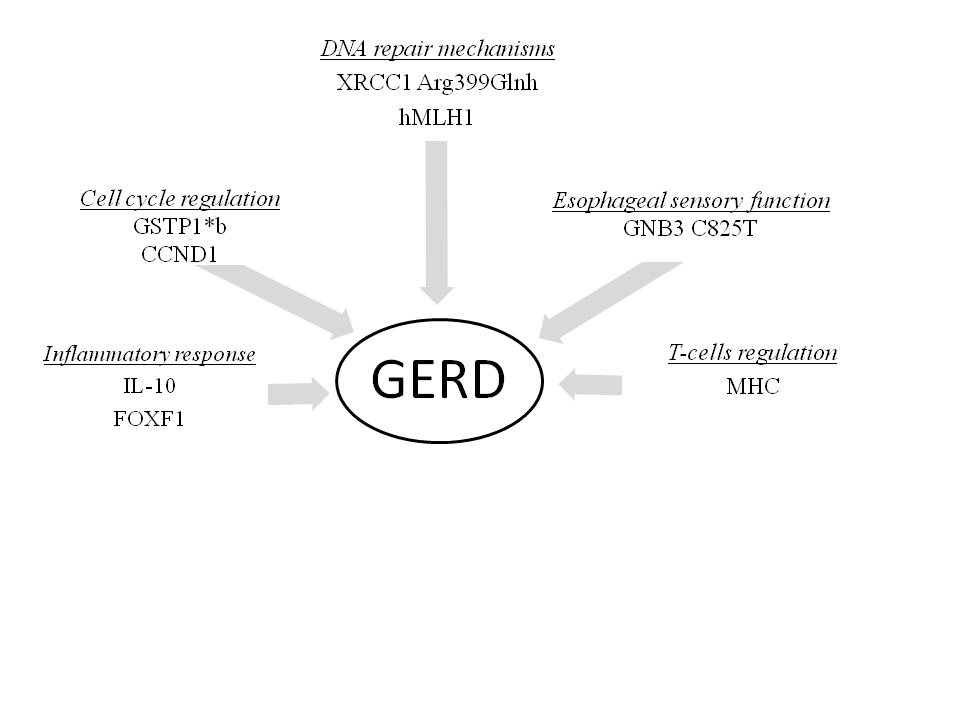 DNA repair mechanisms
XRCC1 Arg399Glnh
hMLH1
Cell cycle regulation
GSTP1*b
CCND1
Esophageal sensory function
GNB3 C825T
Inflammatory response
IL-10
FOXF1
GERD
T-cells regulation
MHC